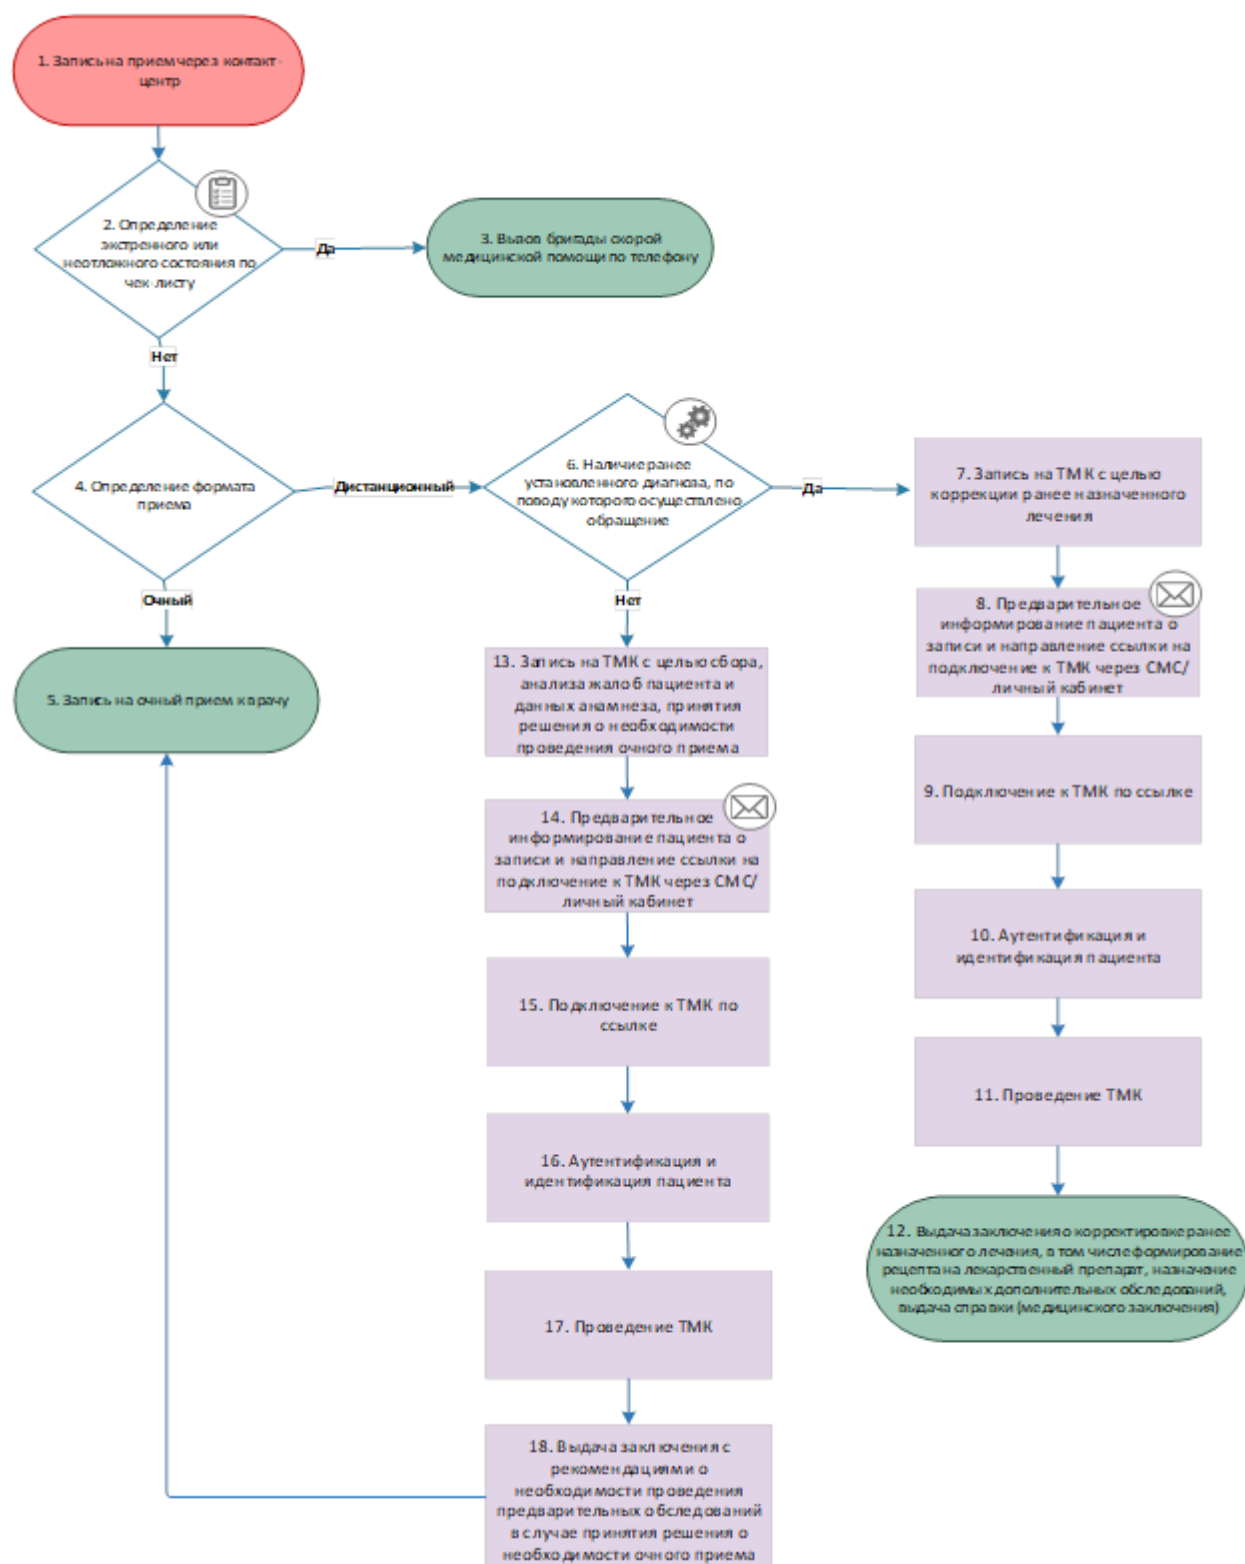 1. Запись на прием через контакт-
центр
2. Определение
экстренного или
неотложного состояния по
чек-листу
Да
3. Вызов бригады скорой
медицинской помощи по телефону
Нет
4. Определение формата
приема
Дистанционный
6. Наличие ранее
установленного диагноза, по
поводу которого осуществлено
обращение
Да
7. Запись на ТМК с целью
коррекции ранее назначенного
лечения
Очный
5. Запись на очный прием к врачу
Нет
8. Предварительное
информирование пациента о
записи и направление ссылки на
подключение к ТМК через СМС/
личный кабинет
9. Подключение к ТМК по ссылке
10. Аутентификация и
идентификация пациента
11. Проведение ТМК
12. Выдача заключения о корректировке ранее
назначенного лечения, в том числе формирование
рецепта на лекарственный препарат, назначение
необходимых дополнительных обследований,
выдача справки (медицинского заключения)
13. Запись на ТМК с целью сбора,
анализа жалоб пациента и
данных анамнеза, принятия
решения о необходимости
проведения очного приема
14. Предварительное
информирование пациента о
записи и направление ссылки на
подключение к ТМК через СМС/
личный кабинет
15. Подключение к ТМК по
ссылке
16. Аутентификация и
идентификация пациента
17. Проведение ТМК
18. Выдача заключения с
рекомендациями о
необходимости проведения
предварительных обследований
в случае принятия решения о
необходимости очного приема